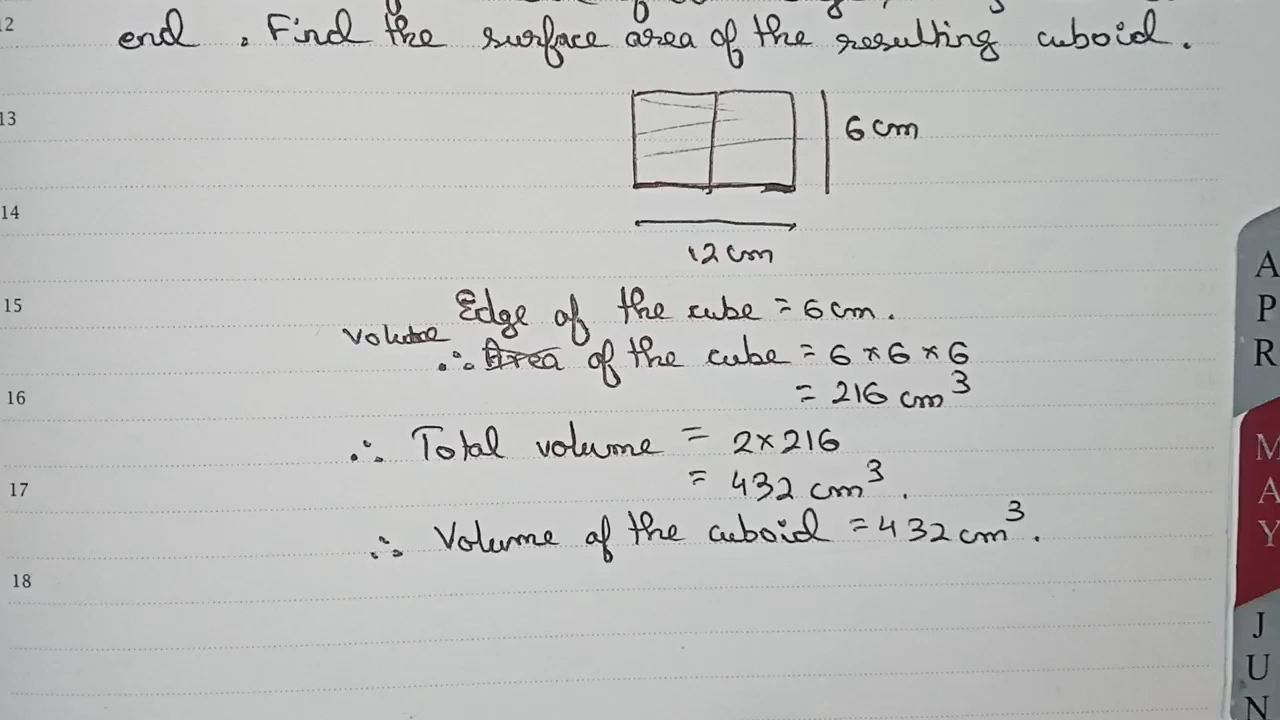 12
end . Find the surface area of the resulting cuboid.
13
6 cm
14
12 cm
15
Edge of the cube = 6 cm.
Volume
∴ Area of the cube = 6 × 6 × 6
16
= 216 cm³
∴ Total volume = 2 × 216
17
= 432 cm³.
∴ Volume of the cuboid = 432 cm³.
18
A
P
R
M
A
Y
J
U
N